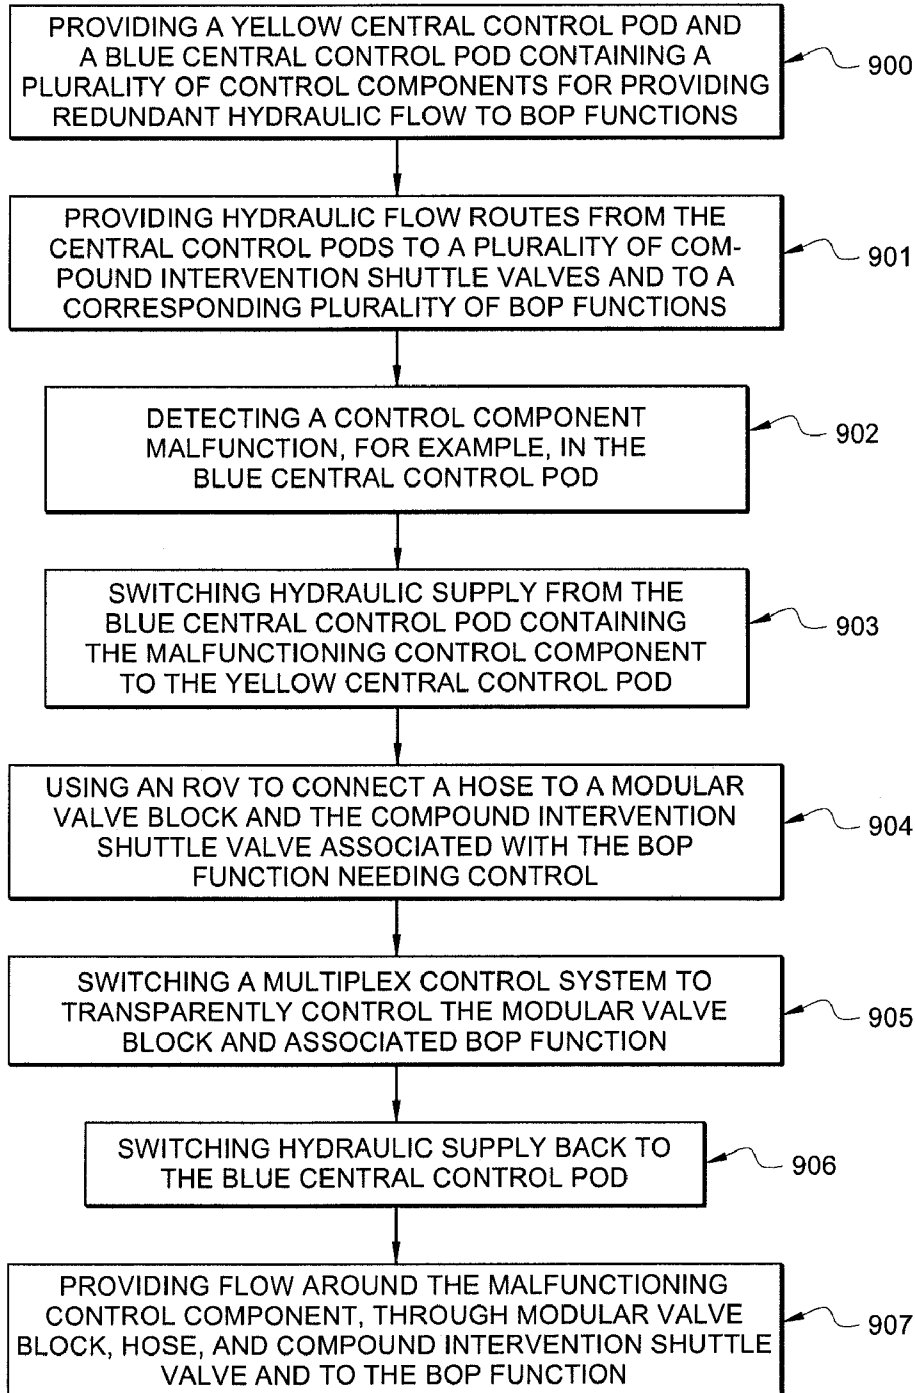 PROVIDING A YELLOW CENTRAL CONTROL POD AND
A BLUE CENTRAL CONTROL POD CONTAINING A
PLURALITY OF CONTROL COMPONENTS FOR PROVIDING
REDUNDANT HYDRAULIC FLOW TO BOP FUNCTIONS
900
PROVIDING HYDRAULIC FLOW ROUTES FROM THE
CENTRAL CONTROL PODS TO A PLURALITY OF COM-
POUND INTERVENTION SHUTTLE VALVES AND TO A
CORRESPONDING PLURALITY OF BOP FUNCTIONS
901
DETECTING A CONTROL COMPONENT
MALFUNCTION, FOR EXAMPLE, IN THE
BLUE CENTRAL CONTROL POD
902
SWITCHING HYDRAULIC SUPPLY FROM THE
BLUE CENTRAL CONTROL POD CONTAINING
THE MALFUNCTIONING CONTROL COMPONENT
TO THE YELLOW CENTRAL CONTROL POD
903
USING AN ROV TO CONNECT A HOSE TO A MODULAR
VALVE BLOCK AND THE COMPOUND INTERVENTION
SHUTTLE VALVE ASSOCIATED WITH THE BOP
FUNCTION NEEDING CONTROL
904
SWITCHING A MULTIPLEX CONTROL SYSTEM TO
TRANSPARENTLY CONTROL THE MODULAR VALVE
BLOCK AND ASSOCIATED BOP FUNCTION
905
SWITCHING HYDRAULIC SUPPLY BACK TO
THE BLUE CENTRAL CONTROL POD
906
PROVIDING FLOW AROUND THE MALFUNCTIONING
CONTROL COMPONENT, THROUGH MODULAR VALVE
BLOCK, HOSE, AND COMPOUND INTERVENTION SHUTTLE
VALVE AND TO THE BOP FUNCTION
907